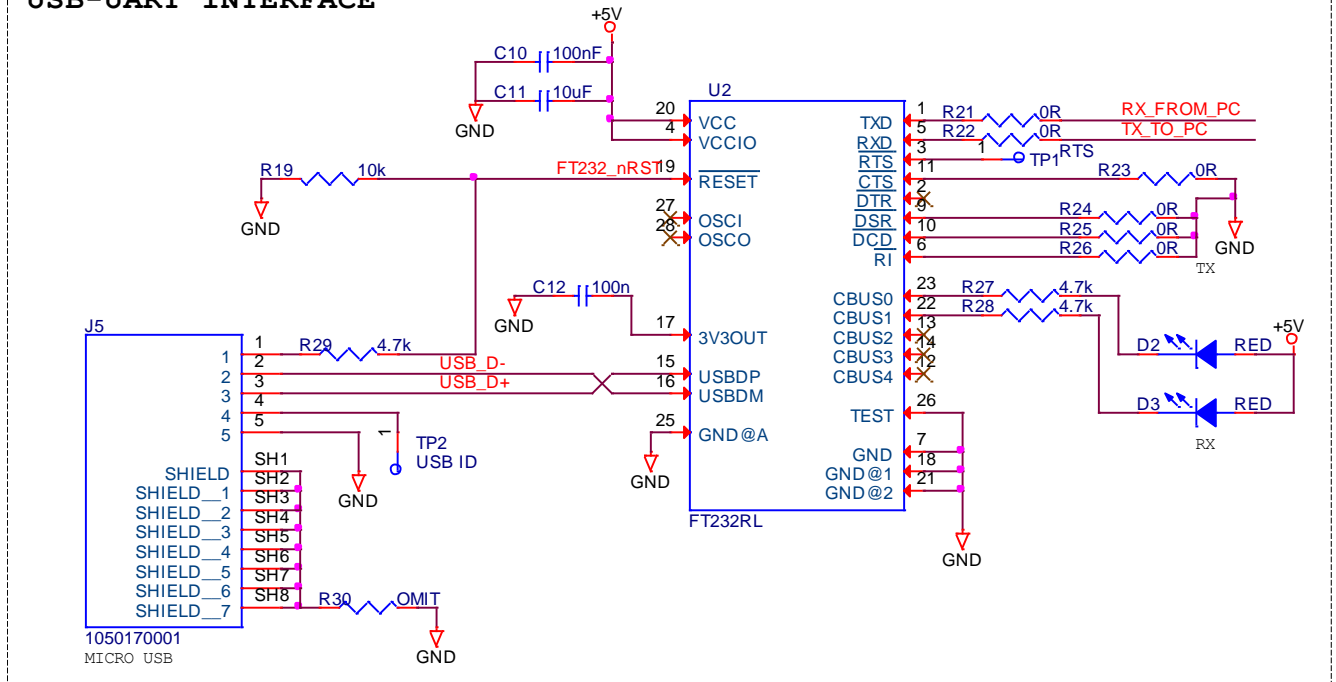 USB-UART INTERFACE
+5V
C10 100nF
C11 10uF
GND
U2
20 VCC
4 VCCIO
R19 10k
FT232_nRST 19 RESET
GND
27 OSCI
28 OSCO
C12 100n
GND
17 3V3OUT
15 USBDP
16 USBDM
25 GND@A
GND
FT232RL
TXD 1 R21 0R RX_FROM_PC
RXD 5 R22 0R TX_TO_PC
RTS 3 1 TP1 RTS
CTS 11 R23 0R
DTR 2
DSR 9 R24 0R
DCD 10 R25 0R
RI 6 R26 0R
GND
TX
CBUS0 23 R27 4.7k
CBUS1 22 R28 4.7k
CBUS2 13
CBUS3 14
CBUS4 12
TEST 26
GND 7
GND@1 18
GND@2 21
GND
+5V
D2 RED
D3 RED
RX
J5
1 1 R29 4.7k
2 2 USB_D-
3 3 USB_D+
4 4
5 5
1 TP2
USB ID
GND
SHIELD SH1
SHIELD__1 SH2
SHIELD__2 SH3
SHIELD__3 SH4
SHIELD__4 SH5
SHIELD__5 SH6
SHIELD__6 SH7
SHIELD__7 SH8
R30 OMIT
GND
1050170001
MICRO USB